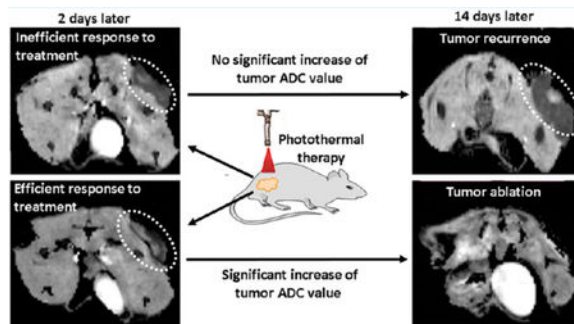 2 days later
14 days later
Inefficient response to
treatment
No significant increase of
tumor ADC value
Tumor recurrence
Photothermal
therapy
Efficient response to
treatment
Significant increase of
tumor ADC value
Tumor ablation